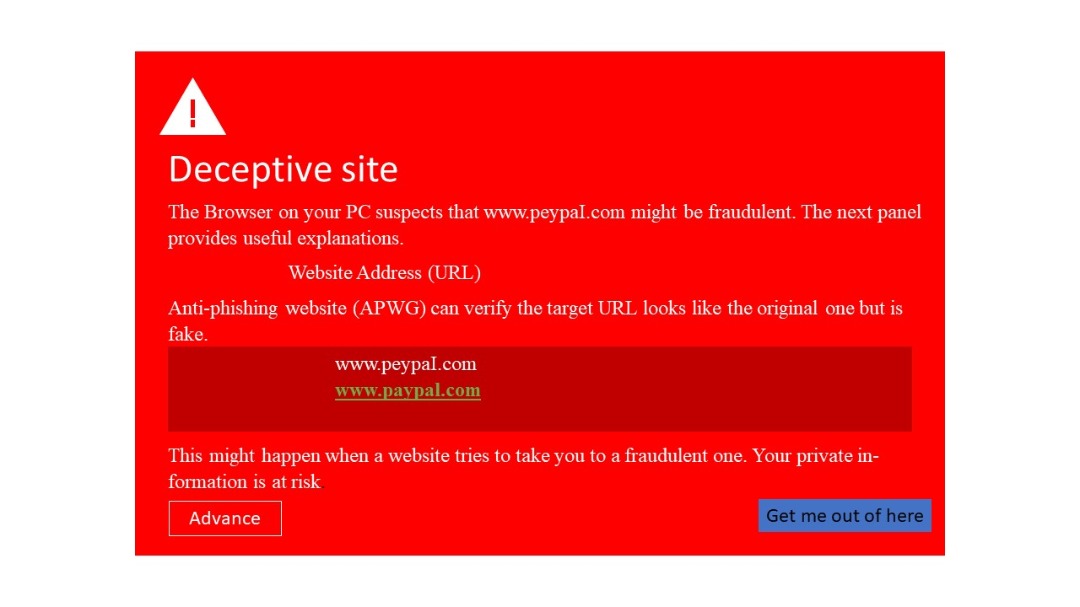 !
Deceptive site
The Browser on your PC suspects that www.peypaI.com might be fraudulent. The next panel
provides useful explanations.
Website Address (URL)
Anti-phishing website (APWG) can verify the target URL looks like the original one but is
fake.
www.peypaI.com
www.paypal.com
This might happen when a website tries to take you to a fraudulent one. Your private in-
formation is at risk.
Advance
Get me out of here